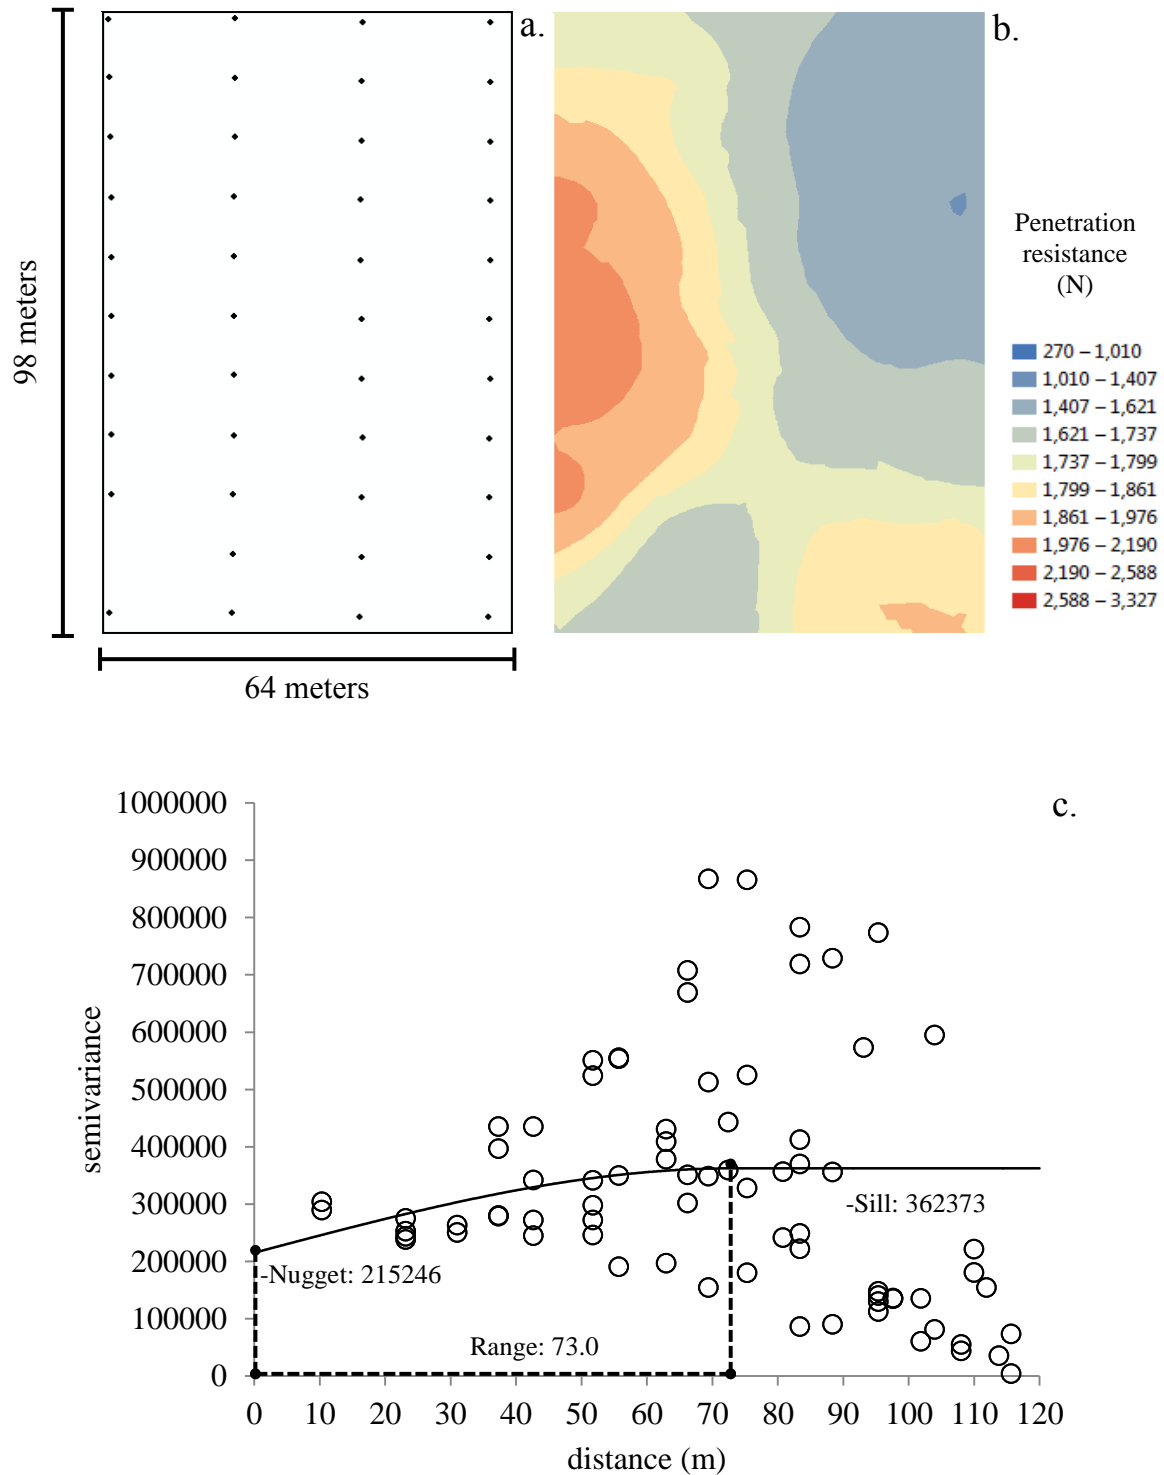 a.
b.
98 meters
64 meters
Penetration
resistance
(N)
270 – 1,010
1,010 – 1,407
1,407 – 1,621
1,621 – 1,737
1,737 – 1,799
1,799 – 1,861
1,861 – 1,976
1,976 – 2,190
2,190 – 2,588
2,588 – 3,327
c.
1000000
900000
800000
700000
600000
500000
400000
300000
200000
100000
0
semivariance
-Sill: 362373
-Nugget: 215246
Range: 73.0
0 10 20 30 40 50 60 70 80 90 100 110 120
distance (m)